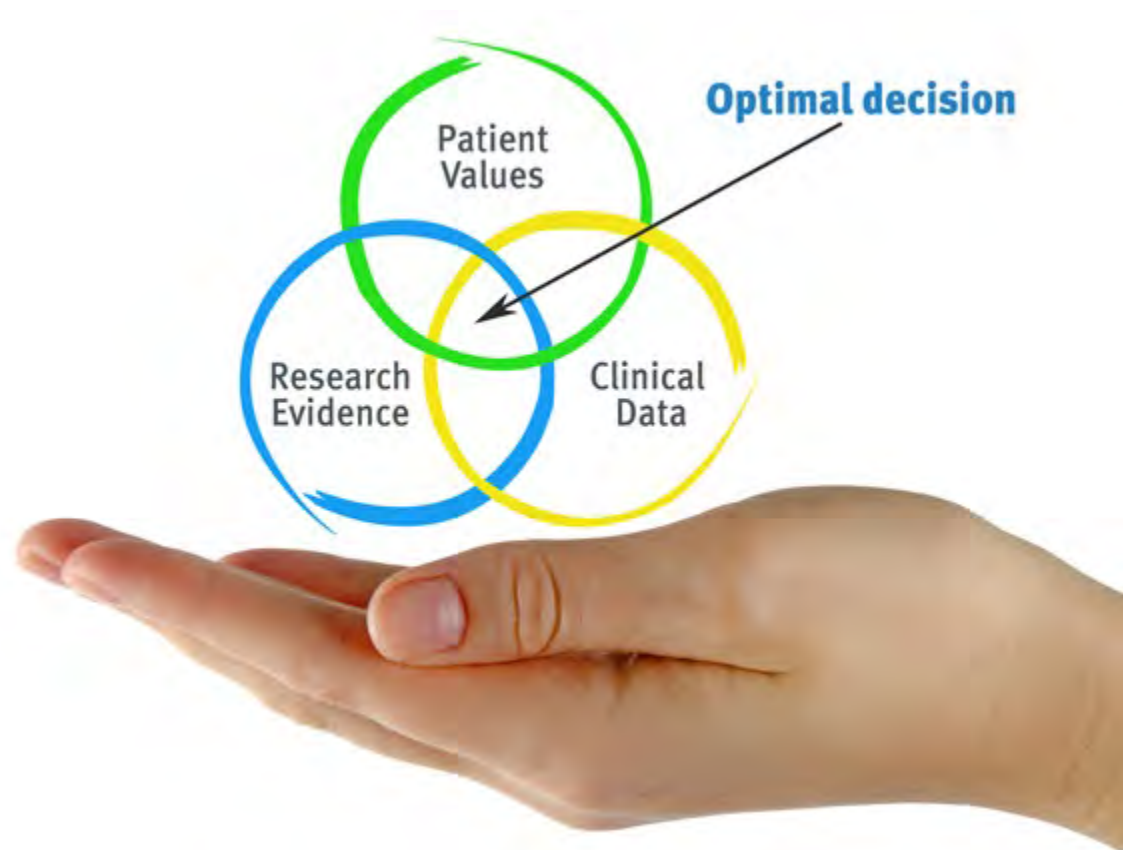 Optimal decision
Patient
Values
Research
Evidence
Clinical
Data